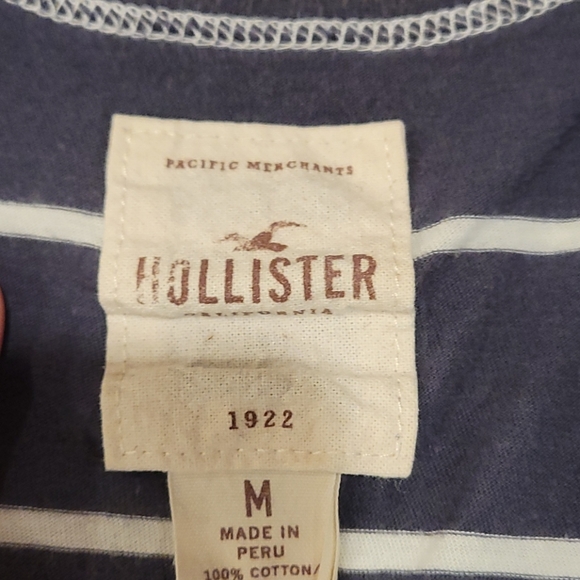 PACIFIC MERCHANTS
HOLLISTER
CALIFORNIA
1922
M
MADE IN
PERU
100% COTTON/